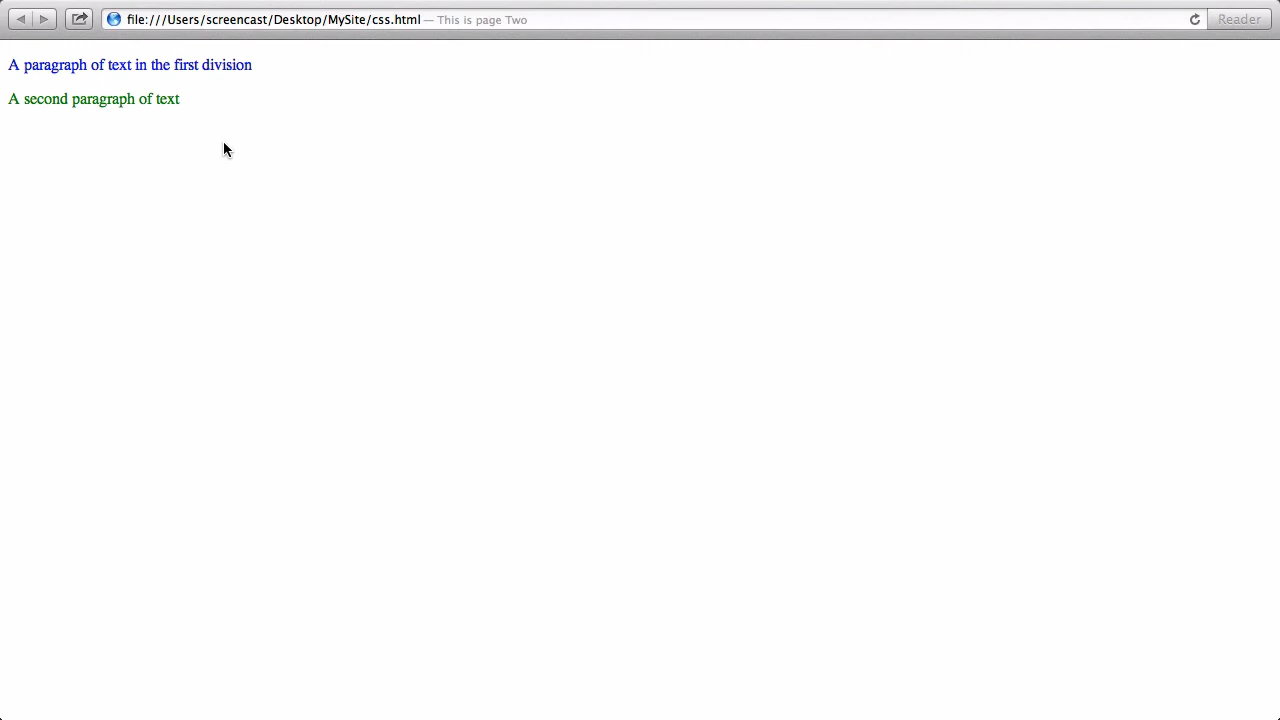 file:///Users/screencast/Desktop/MySite/css.html — This is page Two
Reader
A paragraph of text in the first division
A second paragraph of text